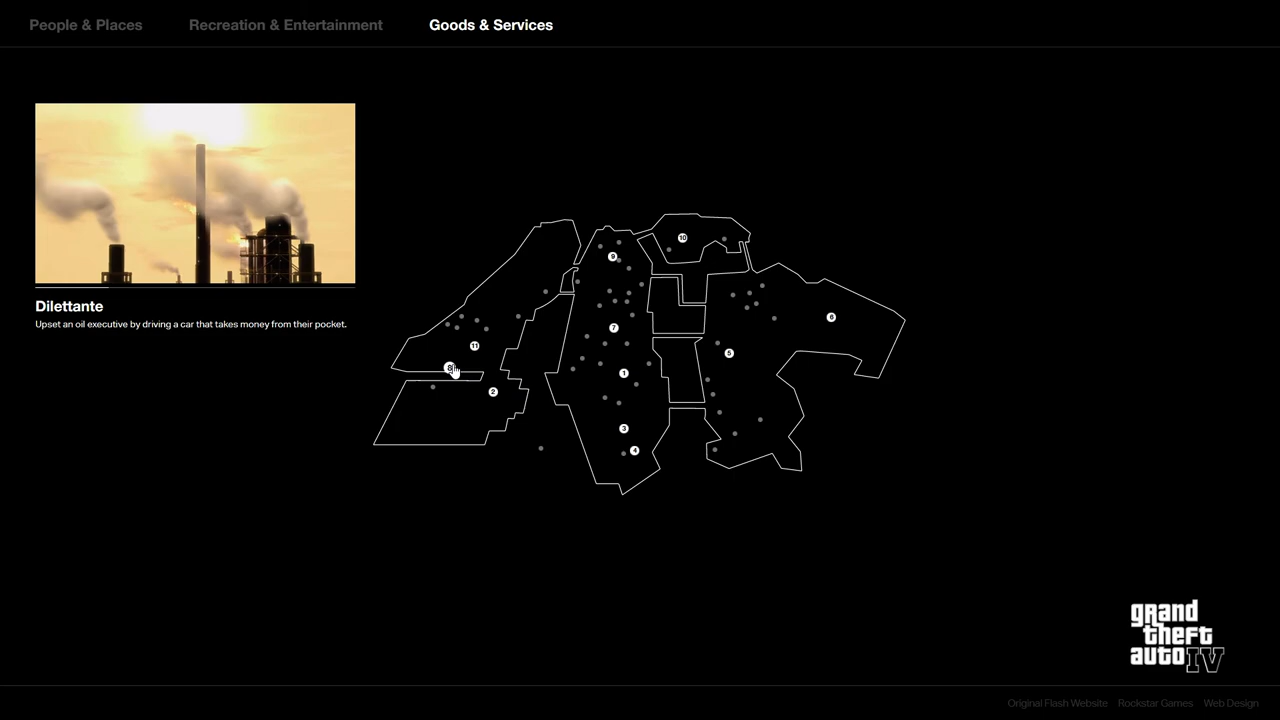 People & Places Recreation & Entertainment Goods & Services
Dilettante
Upset an oil executive by driving a car that takes money from their pocket.
10
9
6
7
11
5
8
1
2
3
4
grand
theft
auto IV
Original Flash Website Rockstar Games Web Design